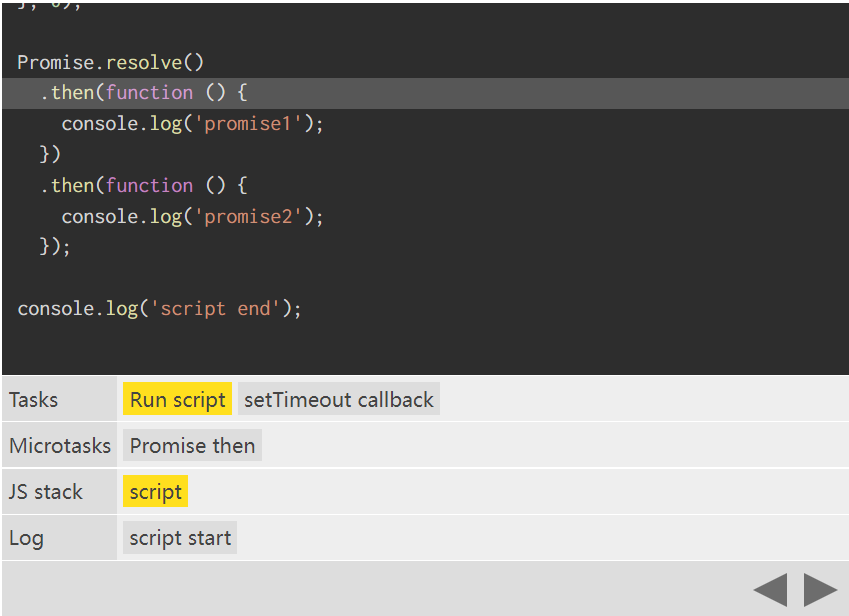 }, 0);
Promise.resolve()
  .then(function () {
    console.log('promise1');
  })
  .then(function () {
    console.log('promise2');
  });
console.log('script end');
Tasks Run script setTimeout callback
Microtasks Promise then
JS stack script
Log script start